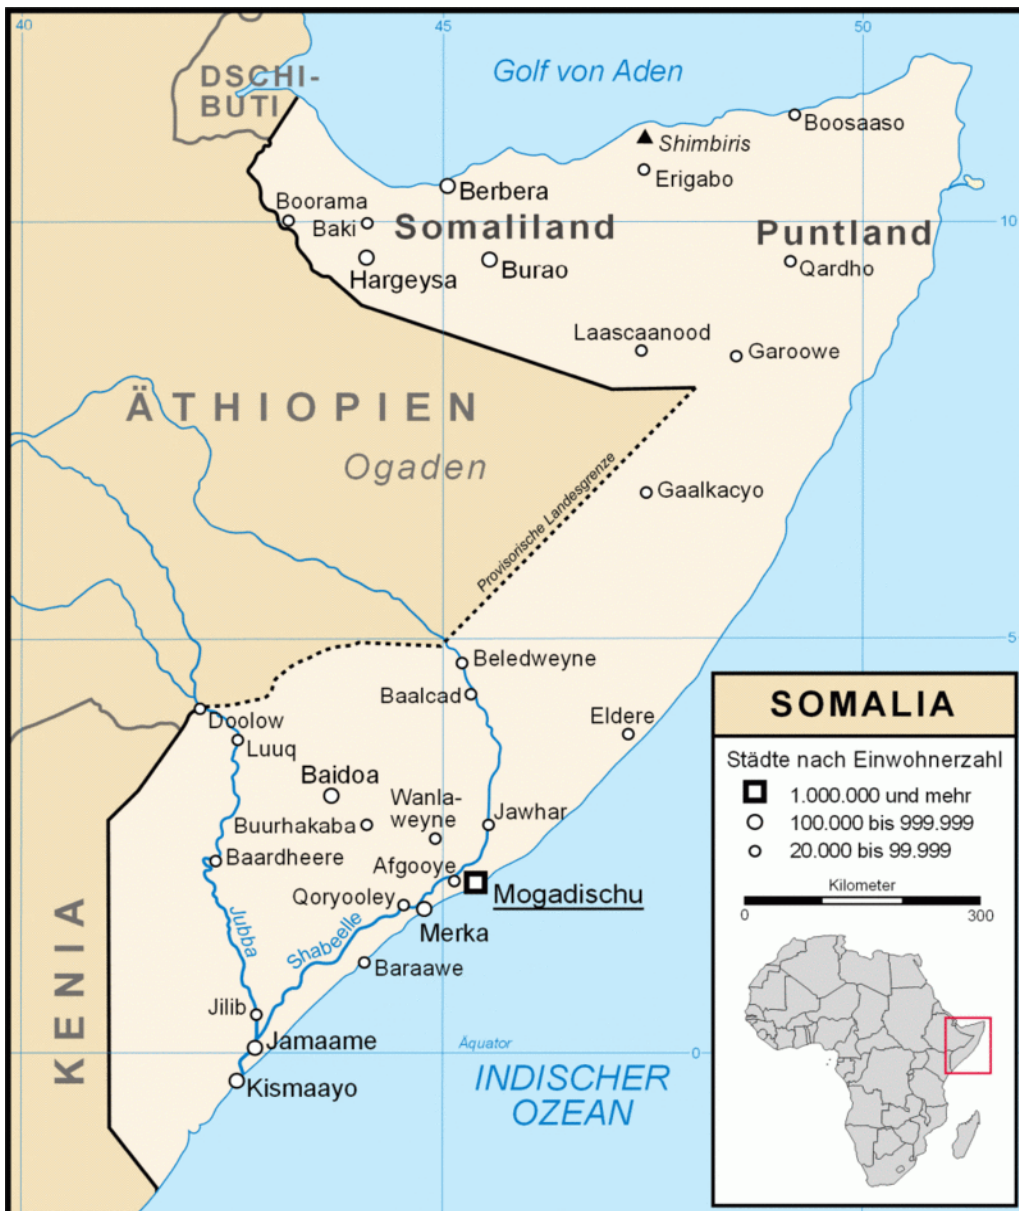 40
45
50
Golf von Aden
DSCHI-
BUTI
Boosaaso
Shimbiris
Erigabo
Berbera
Boorama
Baki
Somaliland
Puntland
10
Hargeysa
Burao
Qardho
Laascaanood
Garoowe
ÄTHIOPIEN
Ogaden
Provisorische Landesgrenze
Gaalkacyo
5
Beledweyne
Baalcad
Doolow
Luuq
Eldere
Baidoa
Wanla-
weyne
Buurhakaba
Jawhar
Baardheere
Afgooye
Mogadischu
Qoryooley
Merka
Jubba
Shabeelle
Baraawe
KENIA
Jilib
Jamaame
Äquator
0
Kismaayo
INDISCHER
OZEAN
SOMALIA
Städte nach Einwohnerzahl
1.000.000 und mehr
100.000 bis 999.999
20.000 bis 99.999
Kilometer
0
300